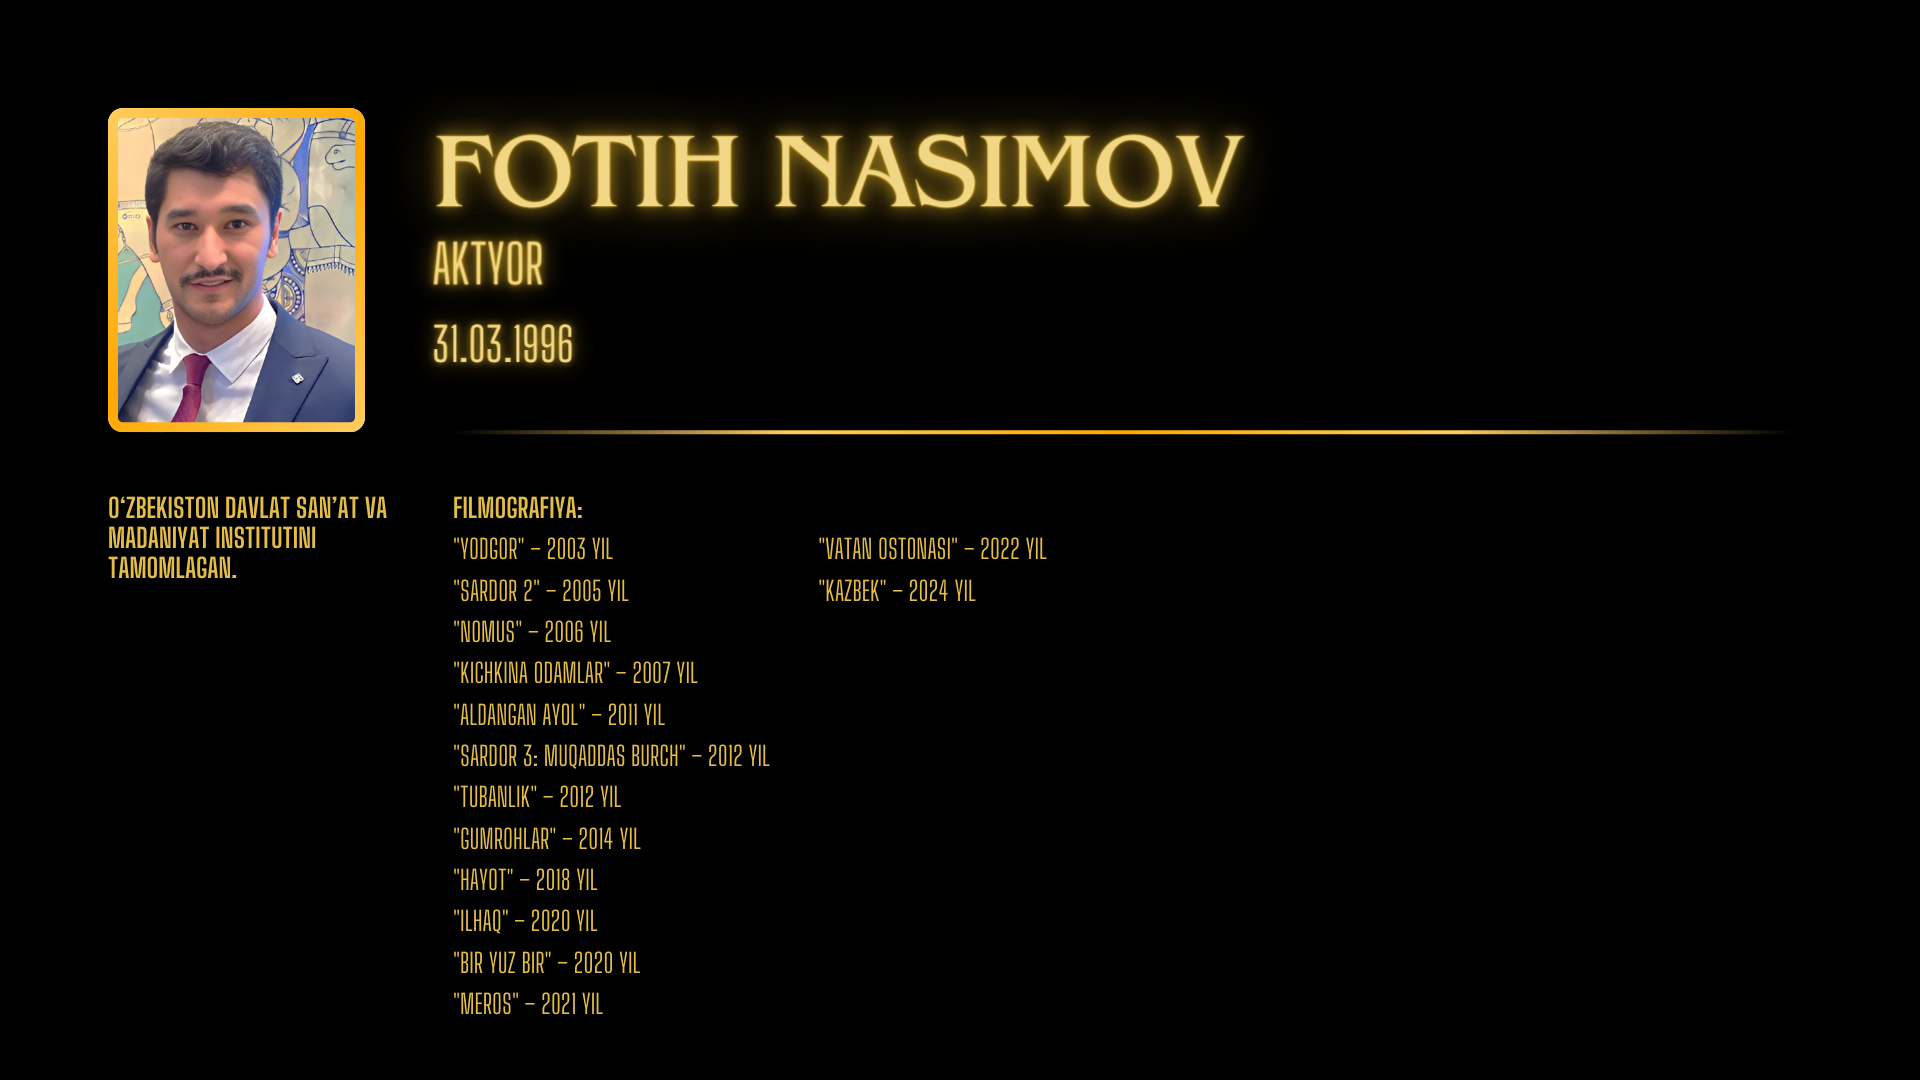 FOTIH NASIMOV
AKTYOR
31.03.1996
O‘ZBEKISTON DAVLAT SAN’AT VA
MADANIYAT INSTITUTINI
TAMOMLAGAN.
FILMOGRAFIYA:
"YODGOR" – 2003 YIL
"SARDOR 2" – 2005 YIL
"NOMUS" – 2006 YIL
"KICHKINA ODAMLAR" – 2007 YIL
"ALDANGAN AYOL" – 2011 YIL
"SARDOR 3: MUQADDAS BURCH" – 2012 YIL
"TUBANLIK" – 2012 YIL
"GUMROHLAR" – 2014 YIL
"HAYOT" – 2018 YIL
"ILHAQ" – 2020 YIL
"BIR YUZ BIR" – 2020 YIL
"MEROS" – 2021 YIL
"VATAN OSTONASI" – 2022 YIL
"KAZBEK" – 2024 YIL